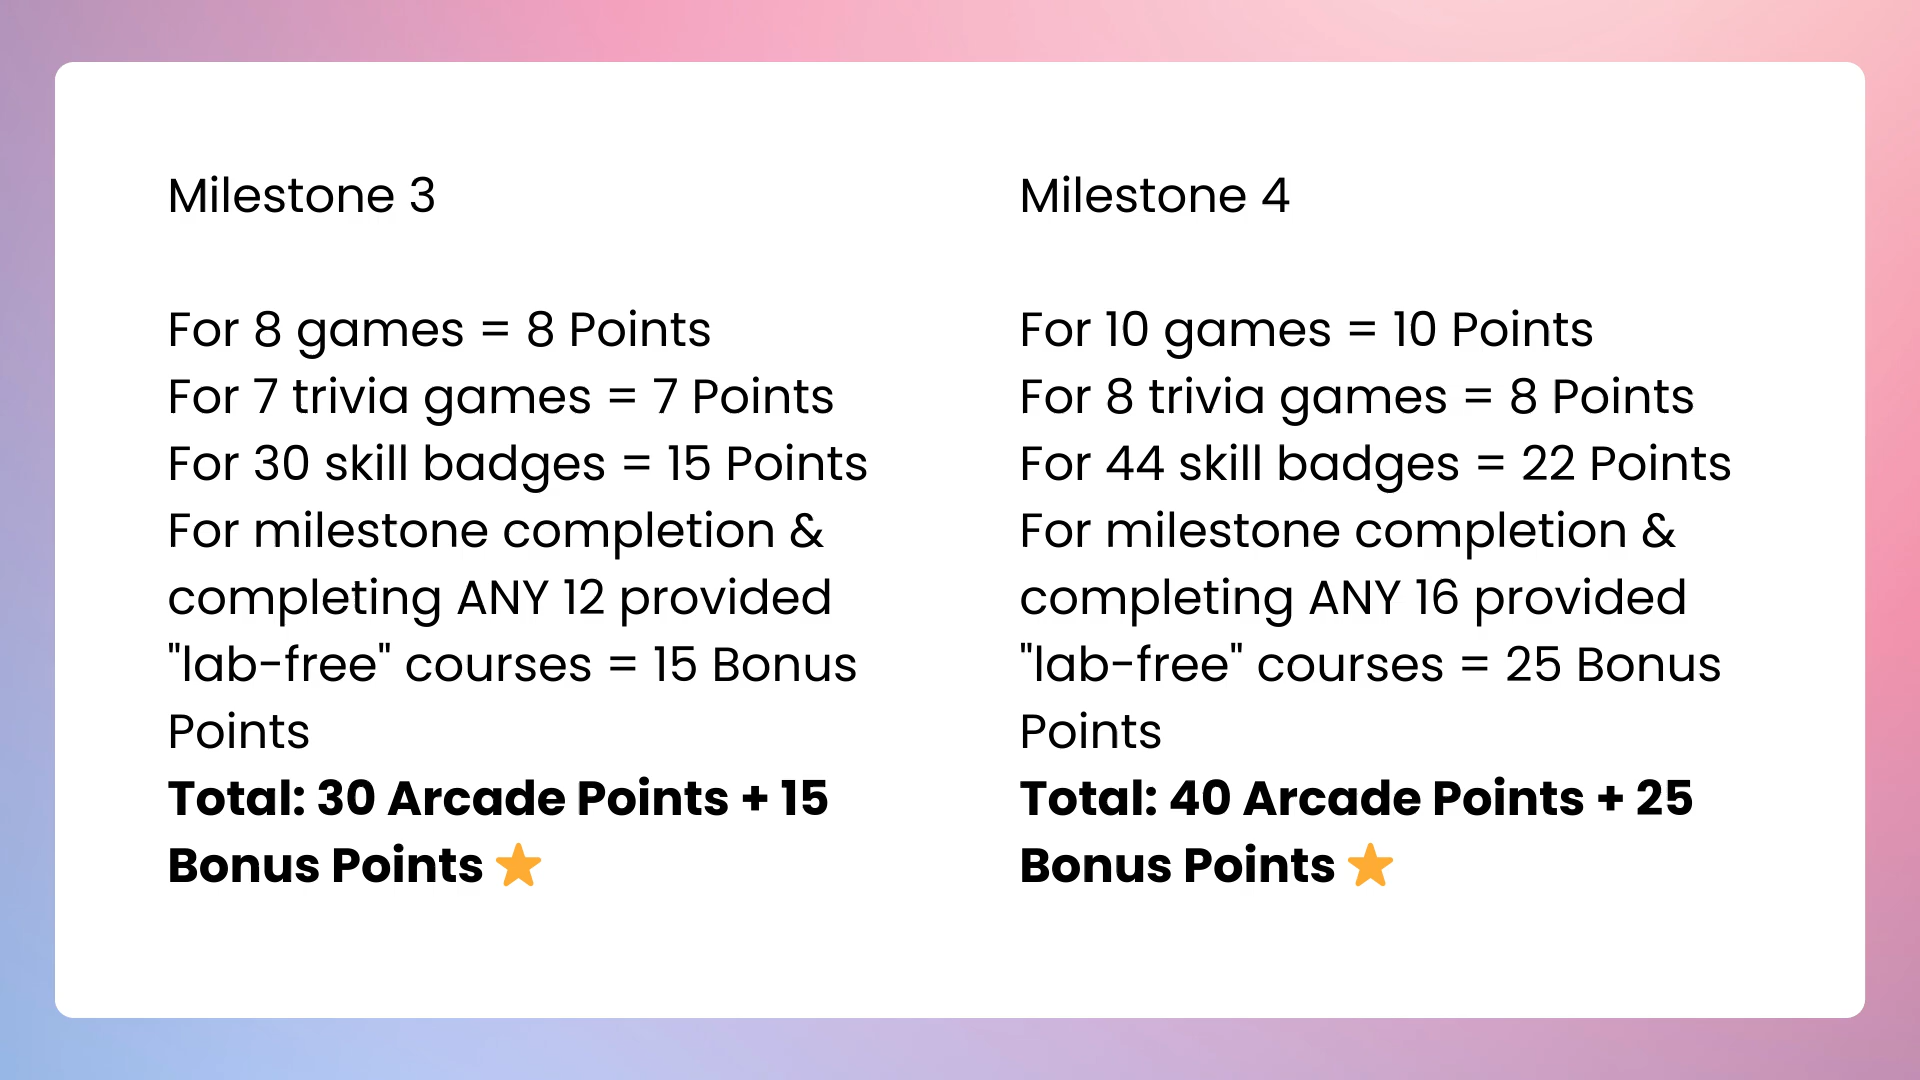 Milestone 3
For 8 games = 8 Points
For 7 trivia games = 7 Points
For 30 skill badges = 15 Points
For milestone completion &
completing ANY 12 provided
"lab-free" courses = 15 Bonus
Points
Total: 30 Arcade Points + 15
Bonus Points ⭐
Milestone 4
For 10 games = 10 Points
For 8 trivia games = 8 Points
For 44 skill badges = 22 Points
For milestone completion &
completing ANY 16 provided
"lab-free" courses = 25 Bonus
Points
Total: 40 Arcade Points + 25
Bonus Points ⭐